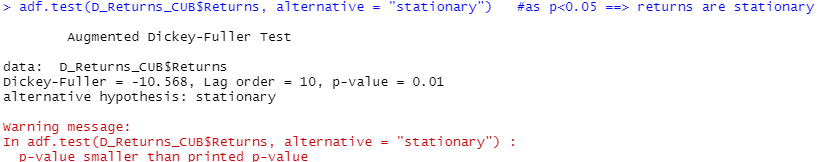 > adf.test(D_Returns_CUB$Returns, alternative = "stationary")   #as p<0.05 ==> returns are stationary
Augmented Dickey-Fuller Test
data:  D_Returns_CUB$Returns
Dickey-Fuller = -10.568, Lag order = 10, p-value = 0.01
alternative hypothesis: stationary
Warning message:
In adf.test(D_Returns_CUB$Returns, alternative = "stationary") :
  p-value smaller than printed p-value